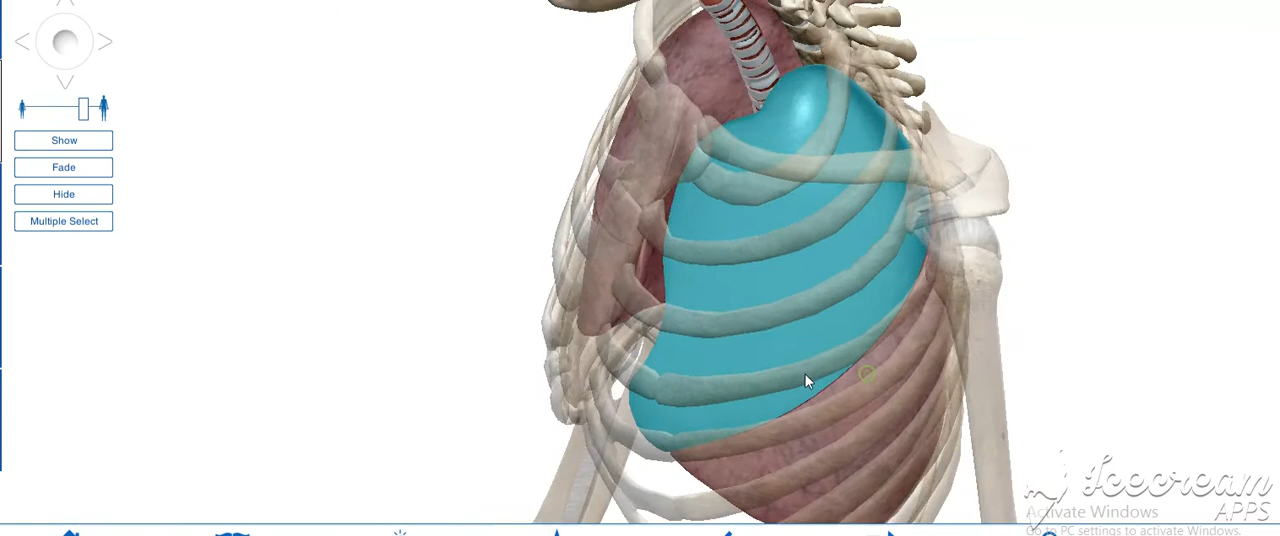 Show
Fade
Hide
Multiple Select
Icecream
APPS
Activate Windows
Go to PC settings to activate Windows.